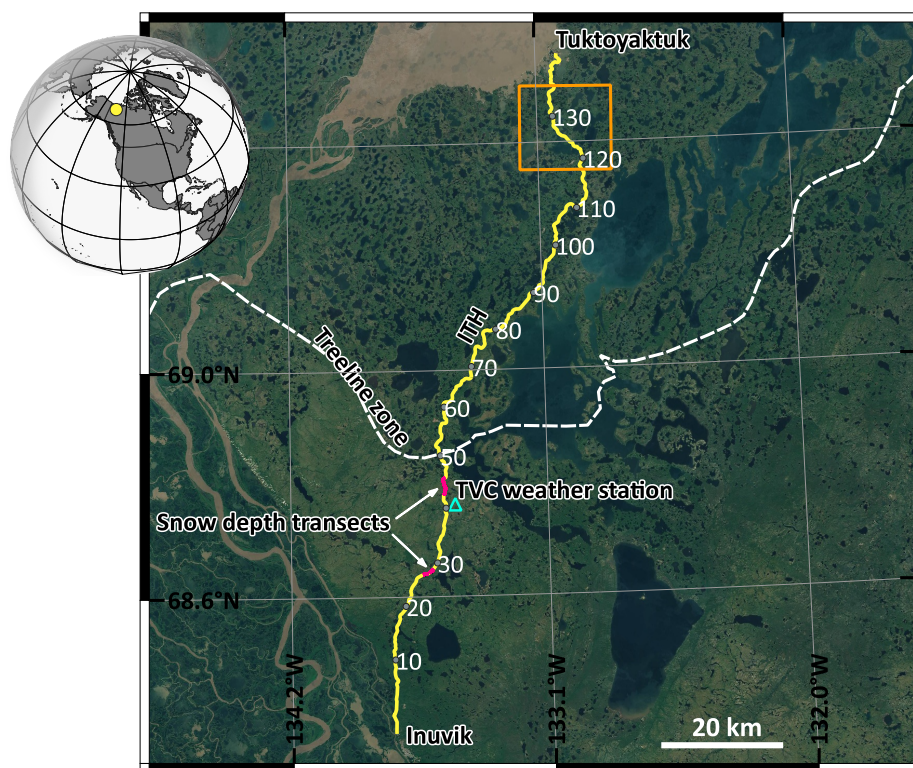 Tuktoyaktuk
130
120
110
100
90
ITH
80
Treeline zone
70
69.0°N
60
50
TVC weather station
Snow depth transects
30
68.6°N
20
10
134.2°W
133.1°W
132.0°W
Inuvik
20 km